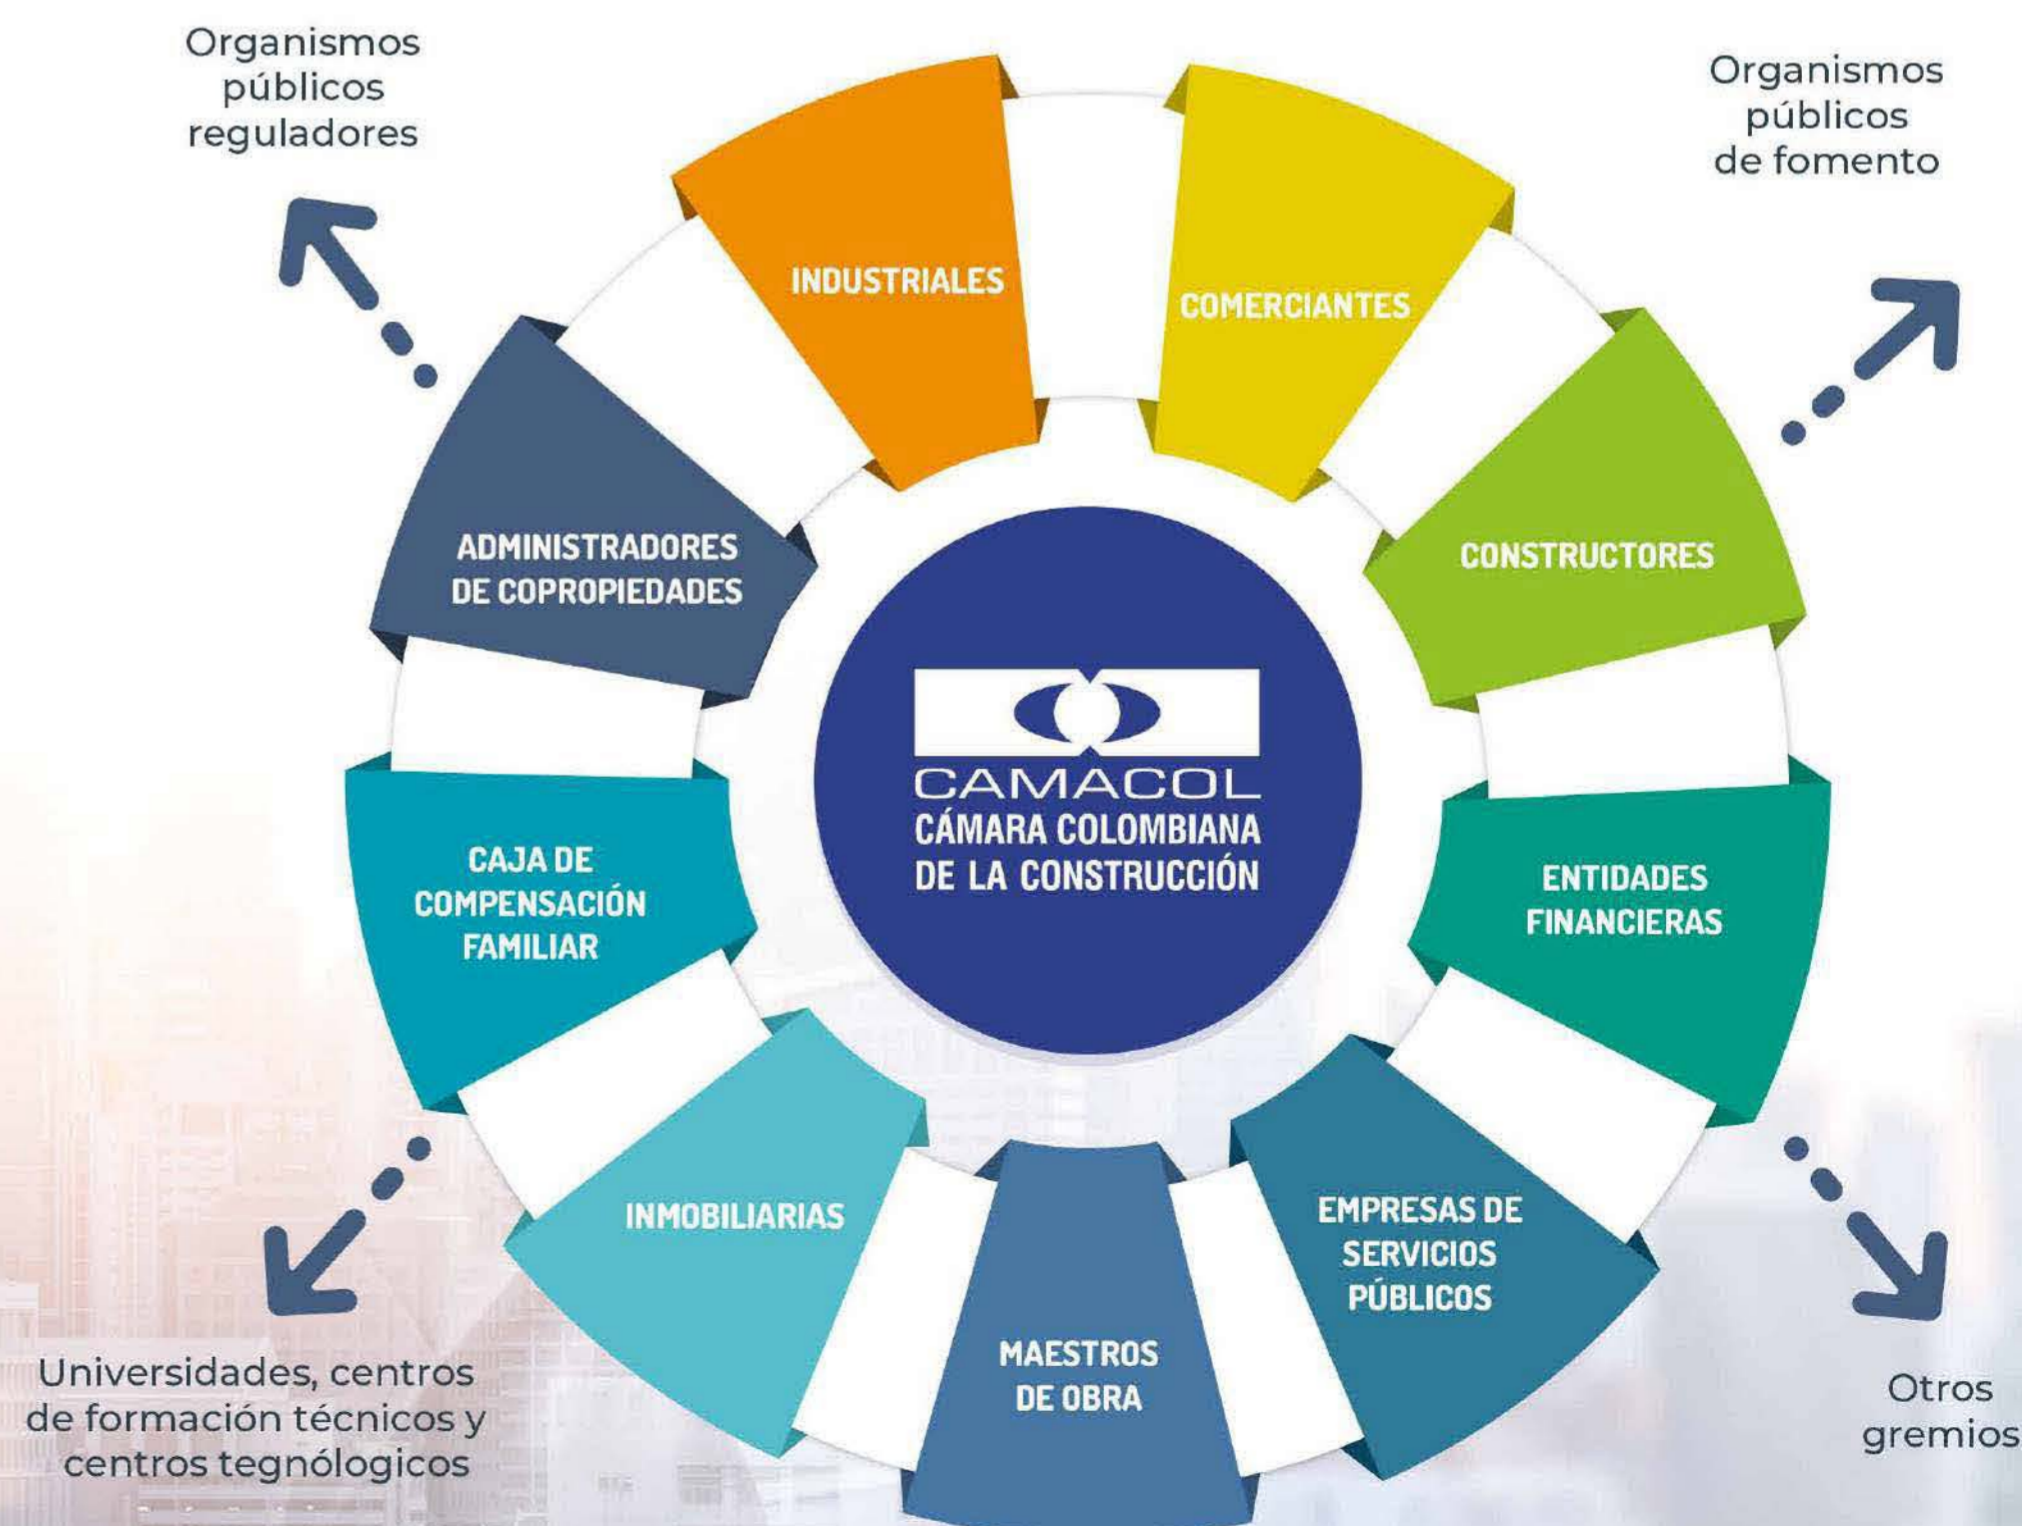 Organismos
públicos
reguladores
Organismos
públicos
de fomento
INDUSTRIALES
COMERCIANTES
ADMINISTRADORES
DE COPROPIEDADES
CONSTRUCTORES
CAMACOL
CÁMARA COLOMBIANA
DE LA CONSTRUCCIÓN
CAJA DE
COMPENSACIÓN
FAMILIAR
ENTIDADES
FINANCIERAS
INMOBILIARIAS
EMPRESAS DE
SERVICIOS
PÚBLICOS
MAESTROS
DE OBRA
Universidades, centros
de formación técnicos y
centros tegnólogicos
Otros
gremios